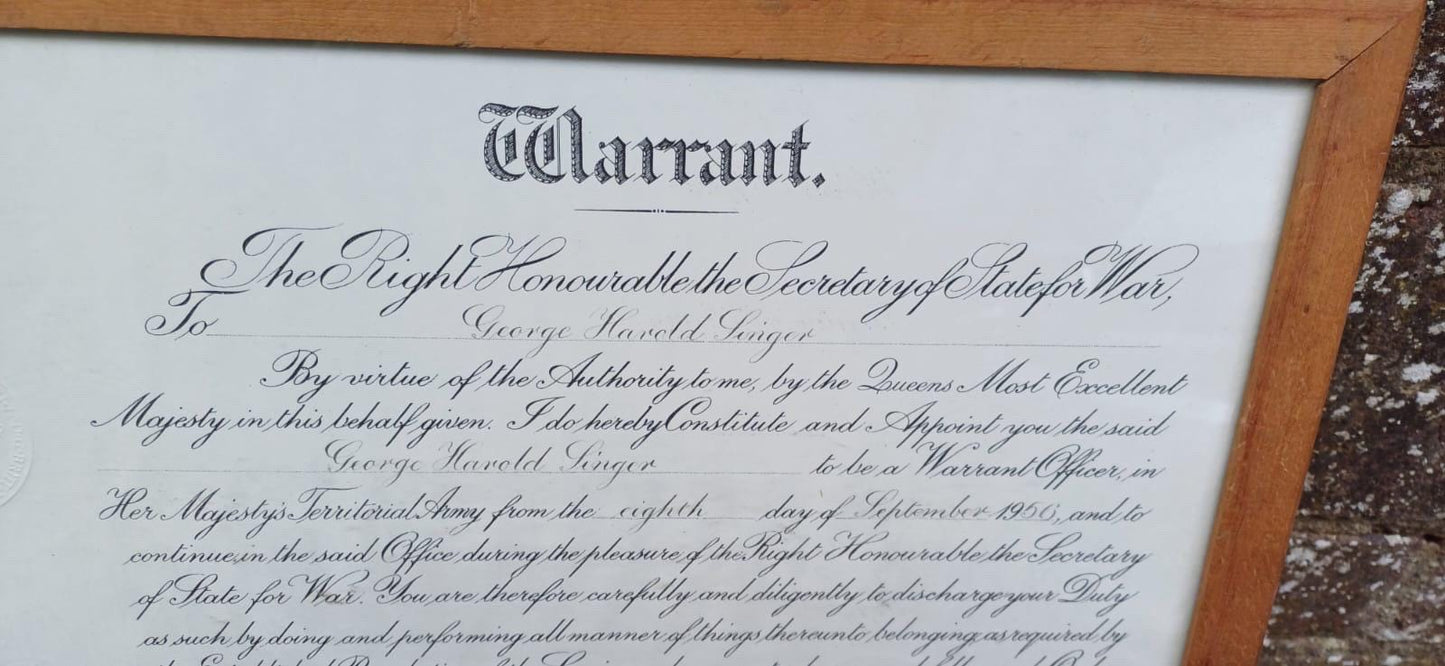 Warrant.
The Right Honourable the Secretary of State for War,
To George Harold Singer
By virtue of the Authority to me, by the Queens Most Excellent
Majesty in this behalf given. I do hereby Constitute and Appoint you the said
George Harold Singer to be a Warrant Officer, in
Her Majesty's Territorial Army from the eighth day of September 1956, and to
continue in the said Office during the pleasure of the Right Honourable the Secretary
of State for War. You are therefore carefully and diligently to discharge your Duty
as such by doing and performing all manner of things thereunto belonging as required by